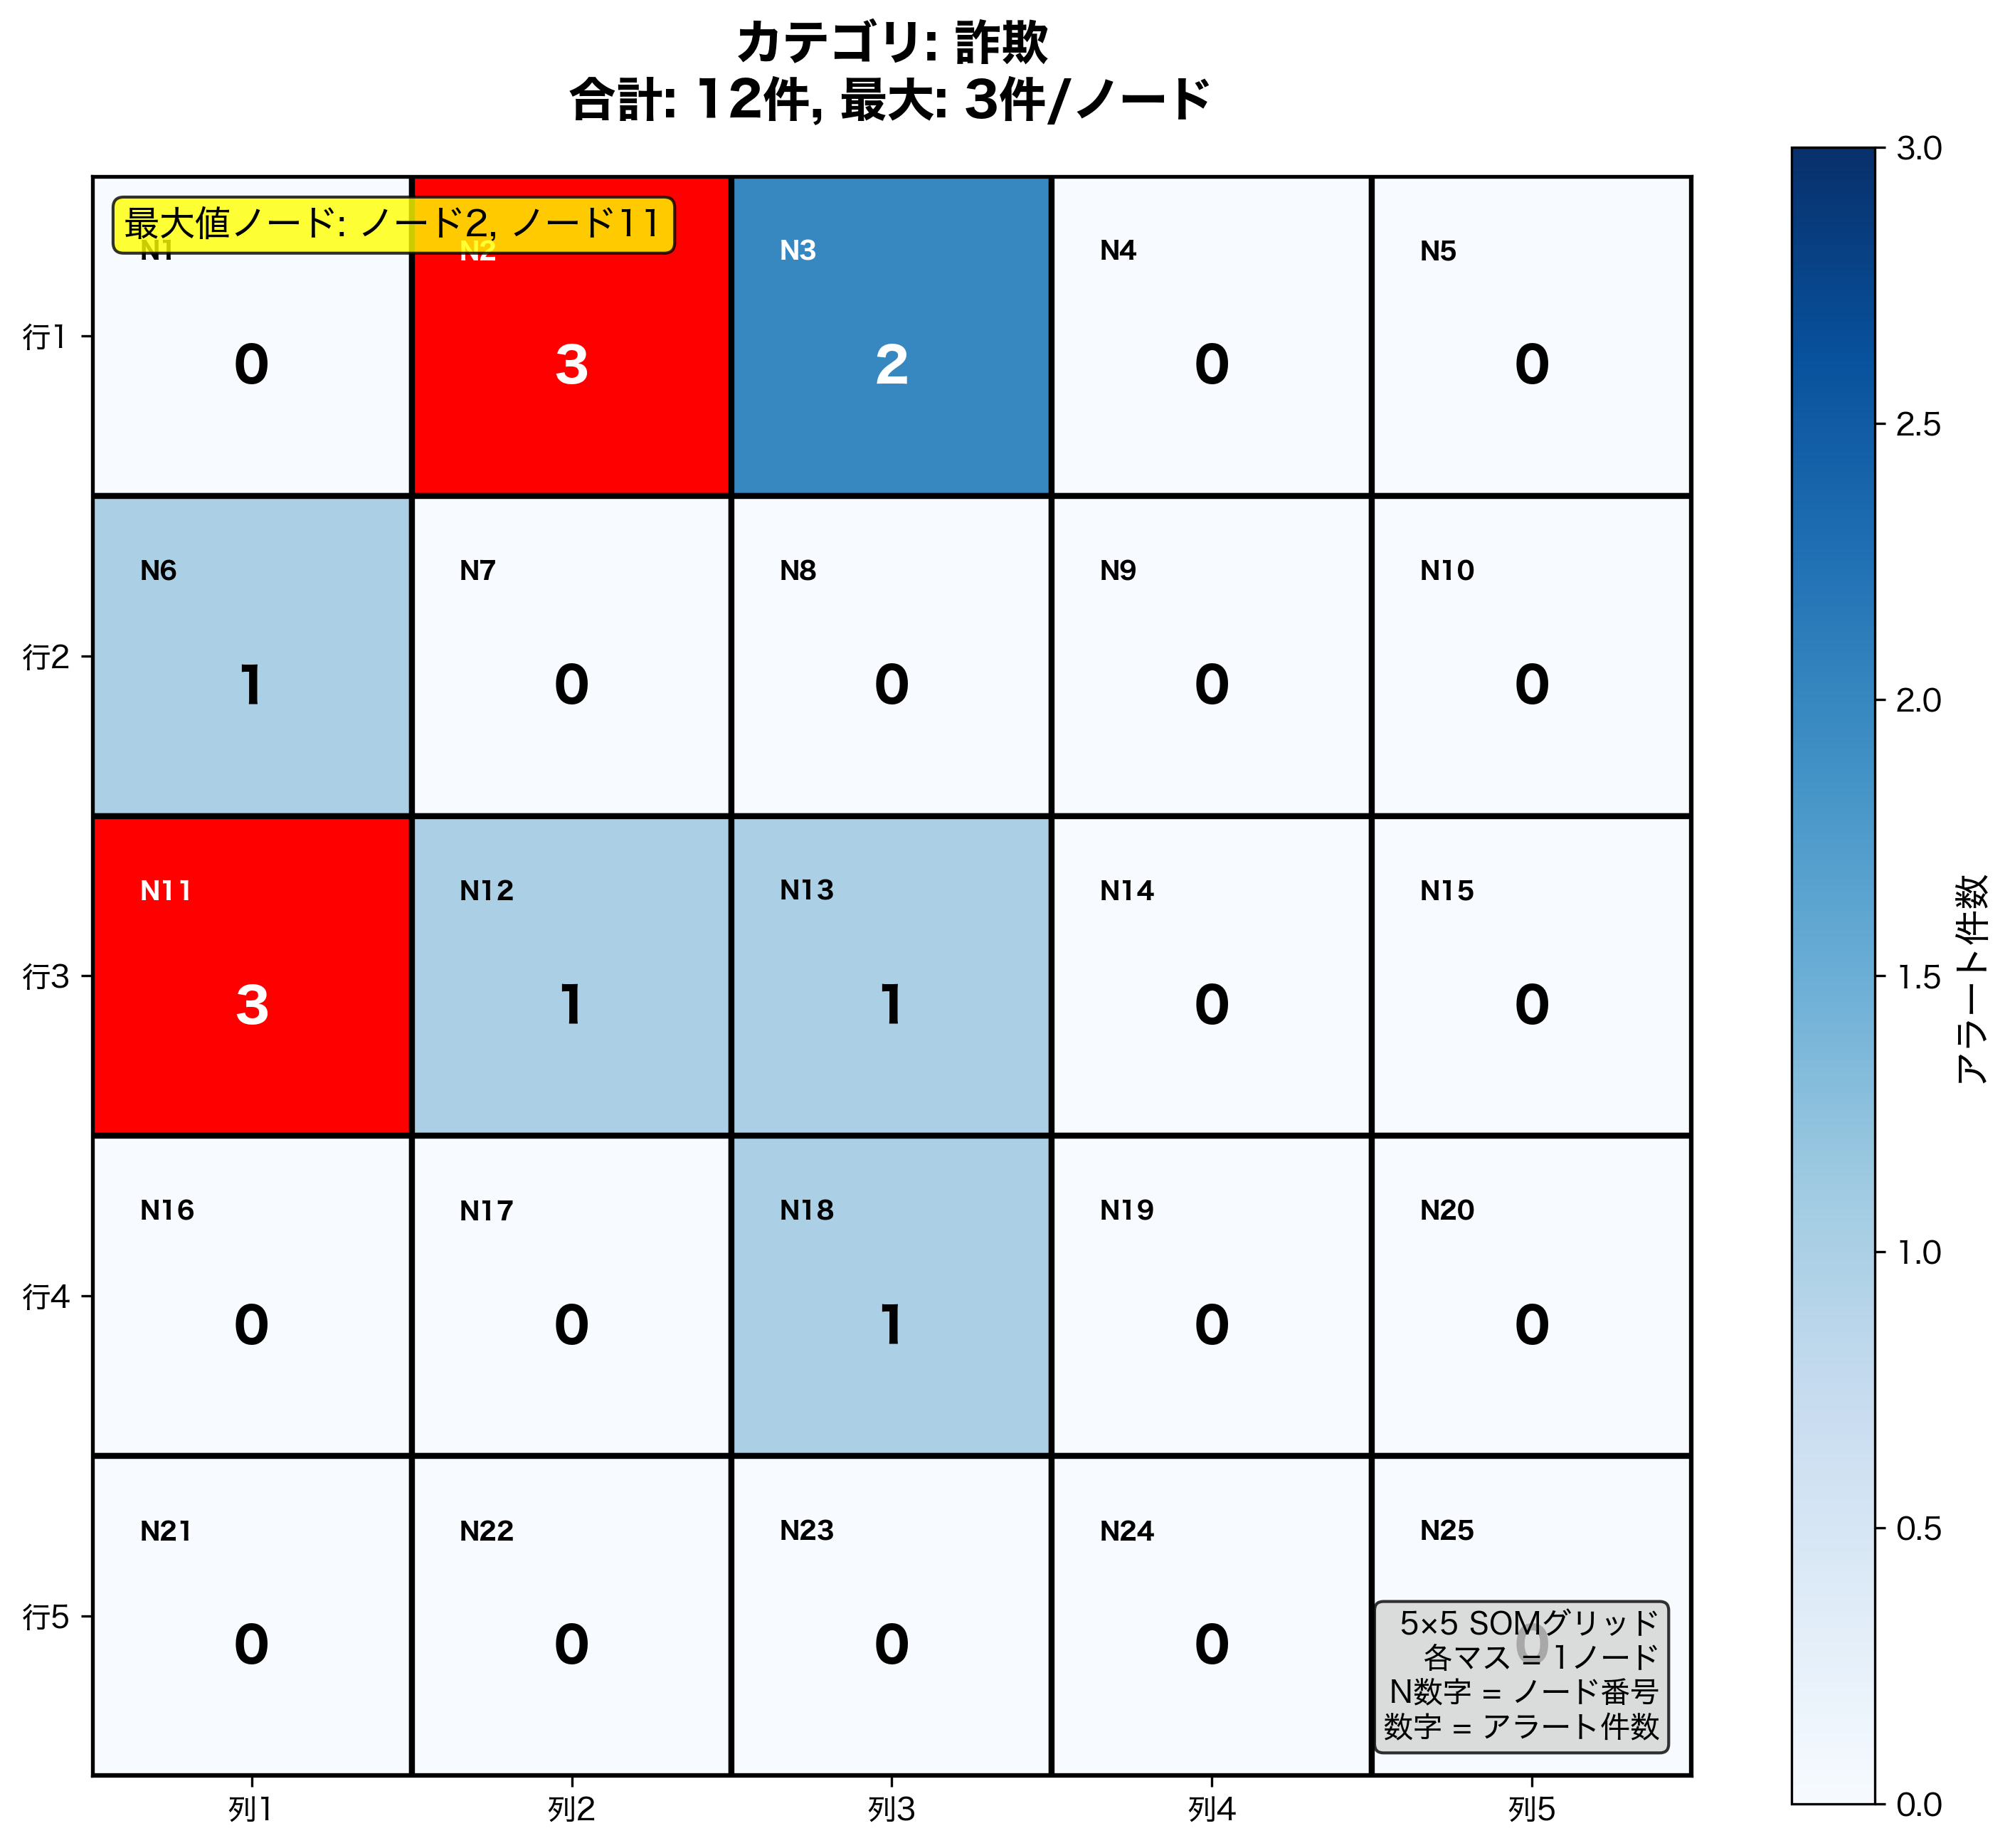 カテゴリ: 詐欺
合計: 12件, 最大: 3件/ノード
最大値ノード: ノード2, ノード11
行1
N1
N2
N3
N4
N5
0
3
2
0
0
行2
N6
N7
N8
N9
N10
1
0
0
0
0
行3
N11
N12
N13
N14
N15
3
1
1
0
0
行4
N16
N17
N18
N19
N20
0
0
1
0
0
行5
N21
N22
N23
N24
N25
0
0
0
0
0
5×5 SOMグリッド
各マス = 1ノード
N数字 = ノード番号
数字 = アラート件数
列1
列2
列3
列4
列5
3.0
2.5
2.0
1.5
1.0
0.5
0.0
アラート件数